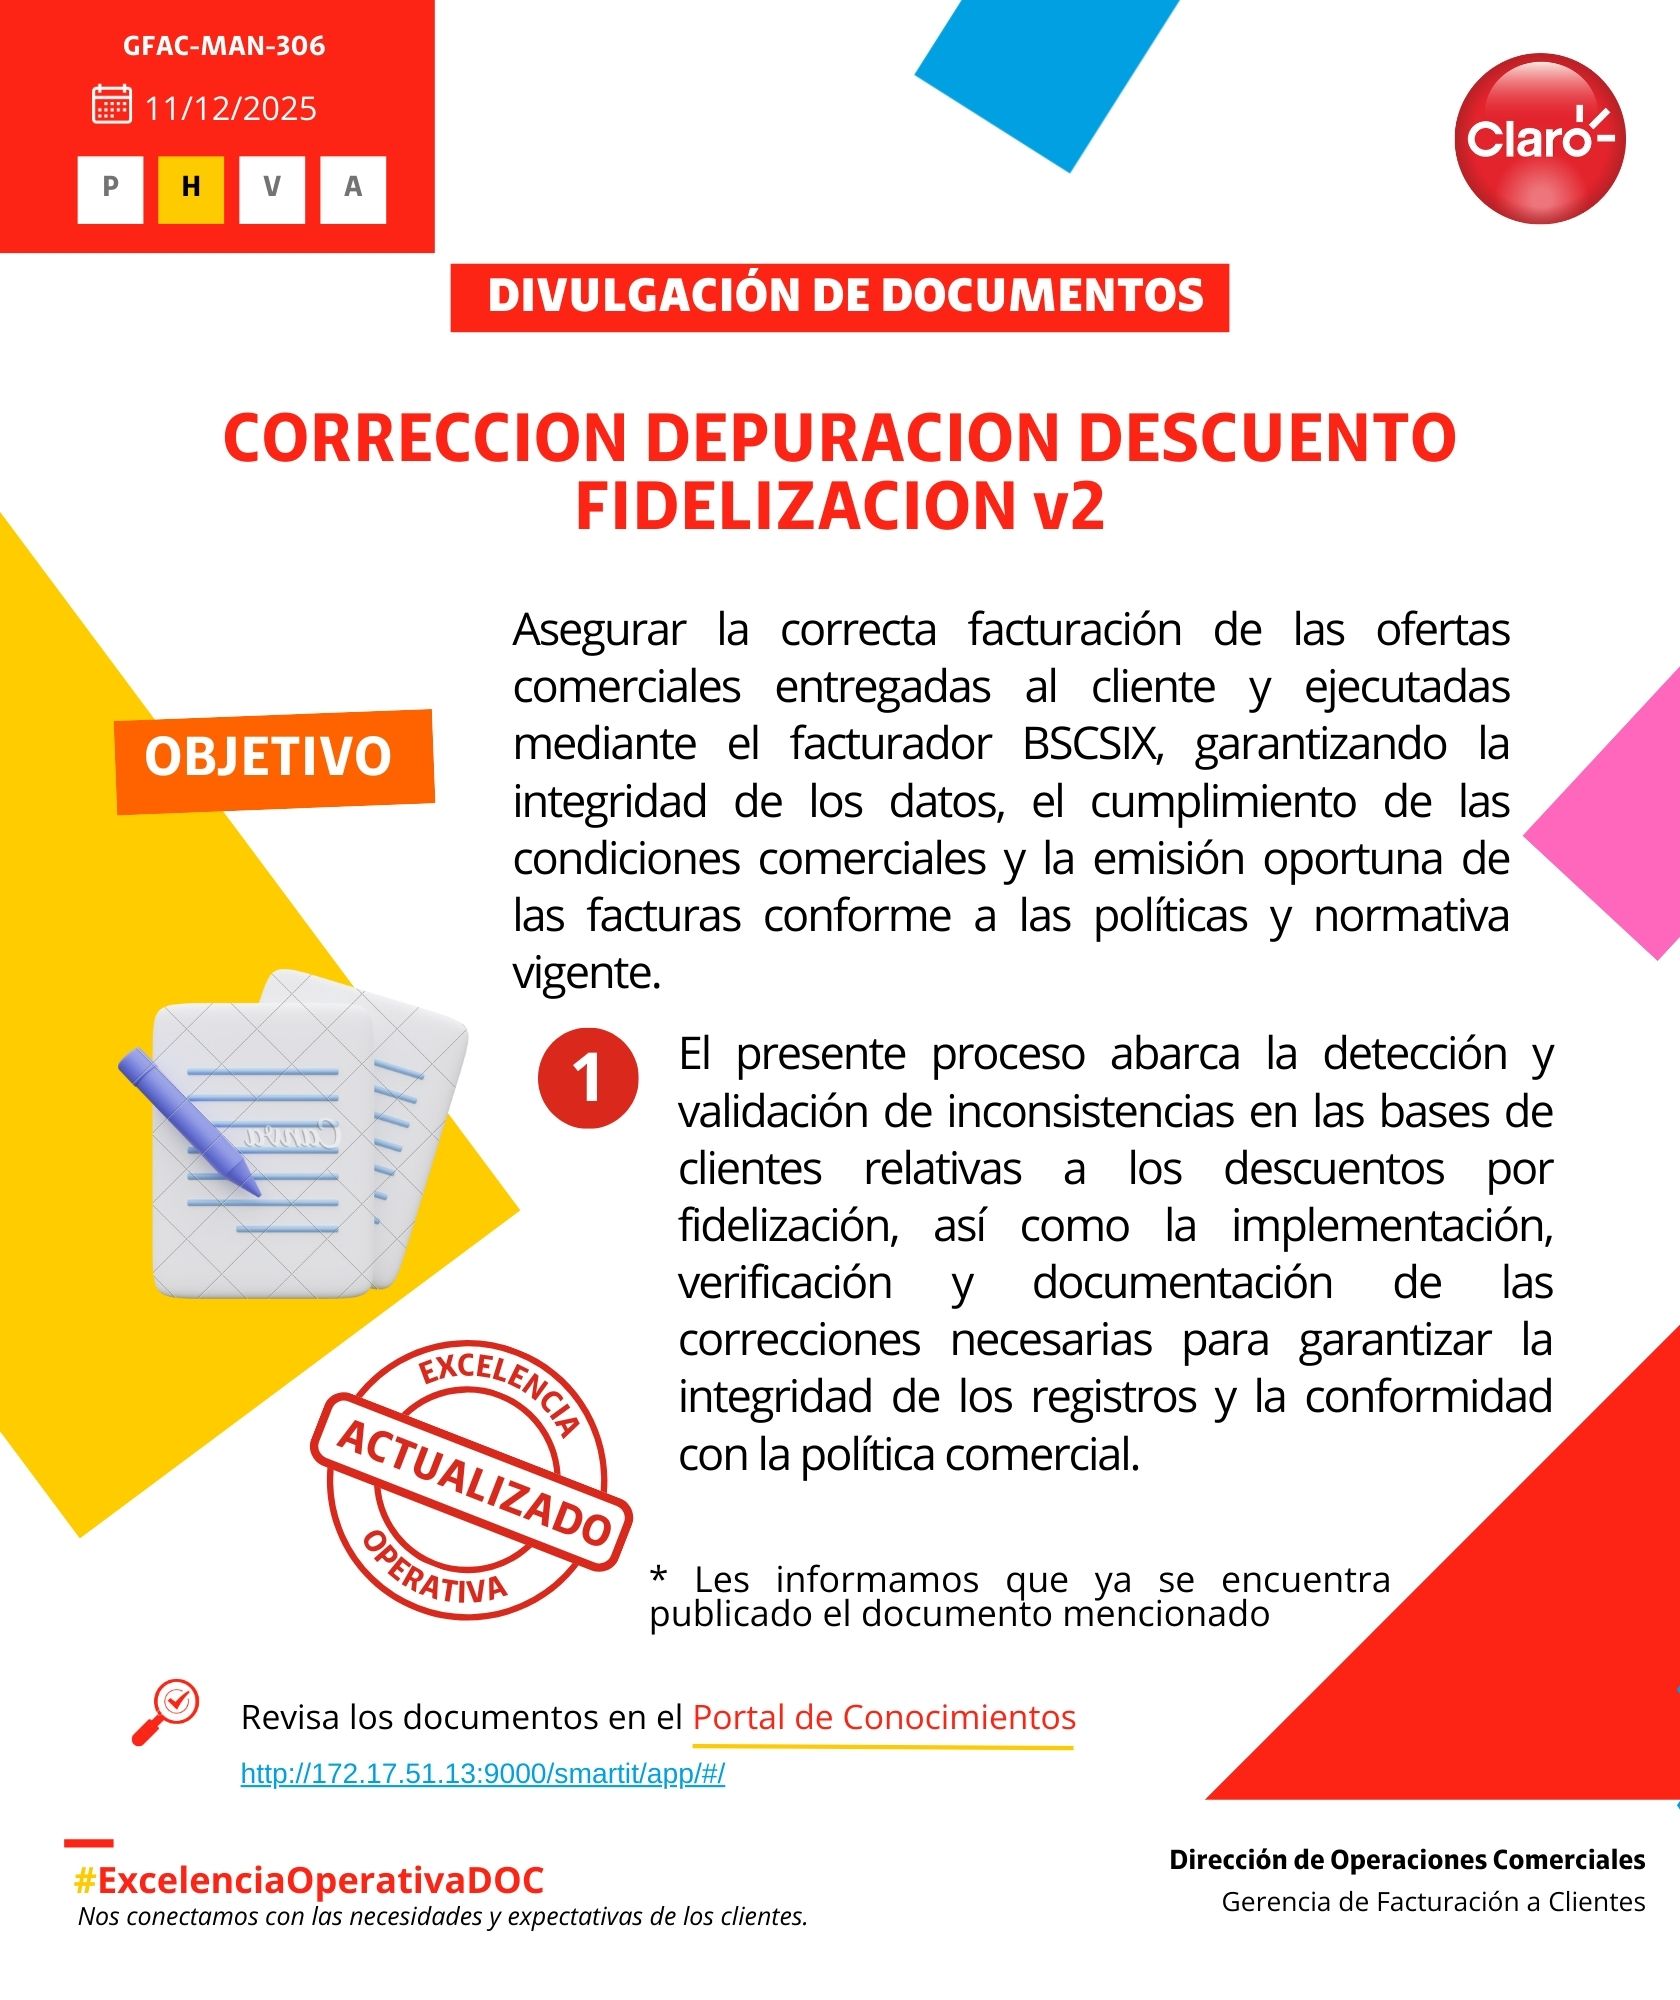 GFAC-MAN-306
11/12/2025
P H V A
Claro
DIVULGACIÓN DE DOCUMENTOS
CORRECCION DEPURACION DESCUENTO
FIDELIZACION v2
OBJETIVO
Asegurar la correcta facturación de las ofertas
comerciales entregadas al cliente y ejecutadas
mediante el facturador BSCSIX, garantizando la
integridad de los datos, el cumplimiento de las
condiciones comerciales y la emisión oportuna de
las facturas conforme a las políticas y normativa
vigente.
1
El presente proceso abarca la detección y
validación de inconsistencias en las bases de
clientes relativas a los descuentos por
fidelización, así como la implementación,
verificación y documentación de las
correcciones necesarias para garantizar la
integridad de los registros y la conformidad
con la política comercial.
Canva
EXCELENCIA
ACTUALIZADO
OPERATIVA
* Les informamos que ya se encuentra
publicado el documento mencionado
Revisa los documentos en el Portal de Conocimientos
http://172.17.51.13:9000/smartit/app/#/
#ExcelenciaOperativaDOC
Nos conectamos con las necesidades y expectativas de los clientes.
Dirección de Operaciones Comerciales
Gerencia de Facturación a Clientes